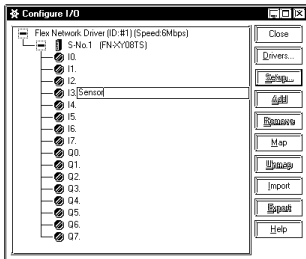 Configure I/O
Flex Network Driver (ID:#1) (Speed:6Mbps)
S-No.1 (FN-XY08TS)
I0.
I1.
I2.
I3. Sensor
I4.
I5.
I6.
I7.
Q0.
Q1.
Q2.
Q3.
Q4.
Q5.
Q6.
Q7.
Close
Drivers...
Setup...
Add
Remove
Map
Unmap
Import
Export
Help